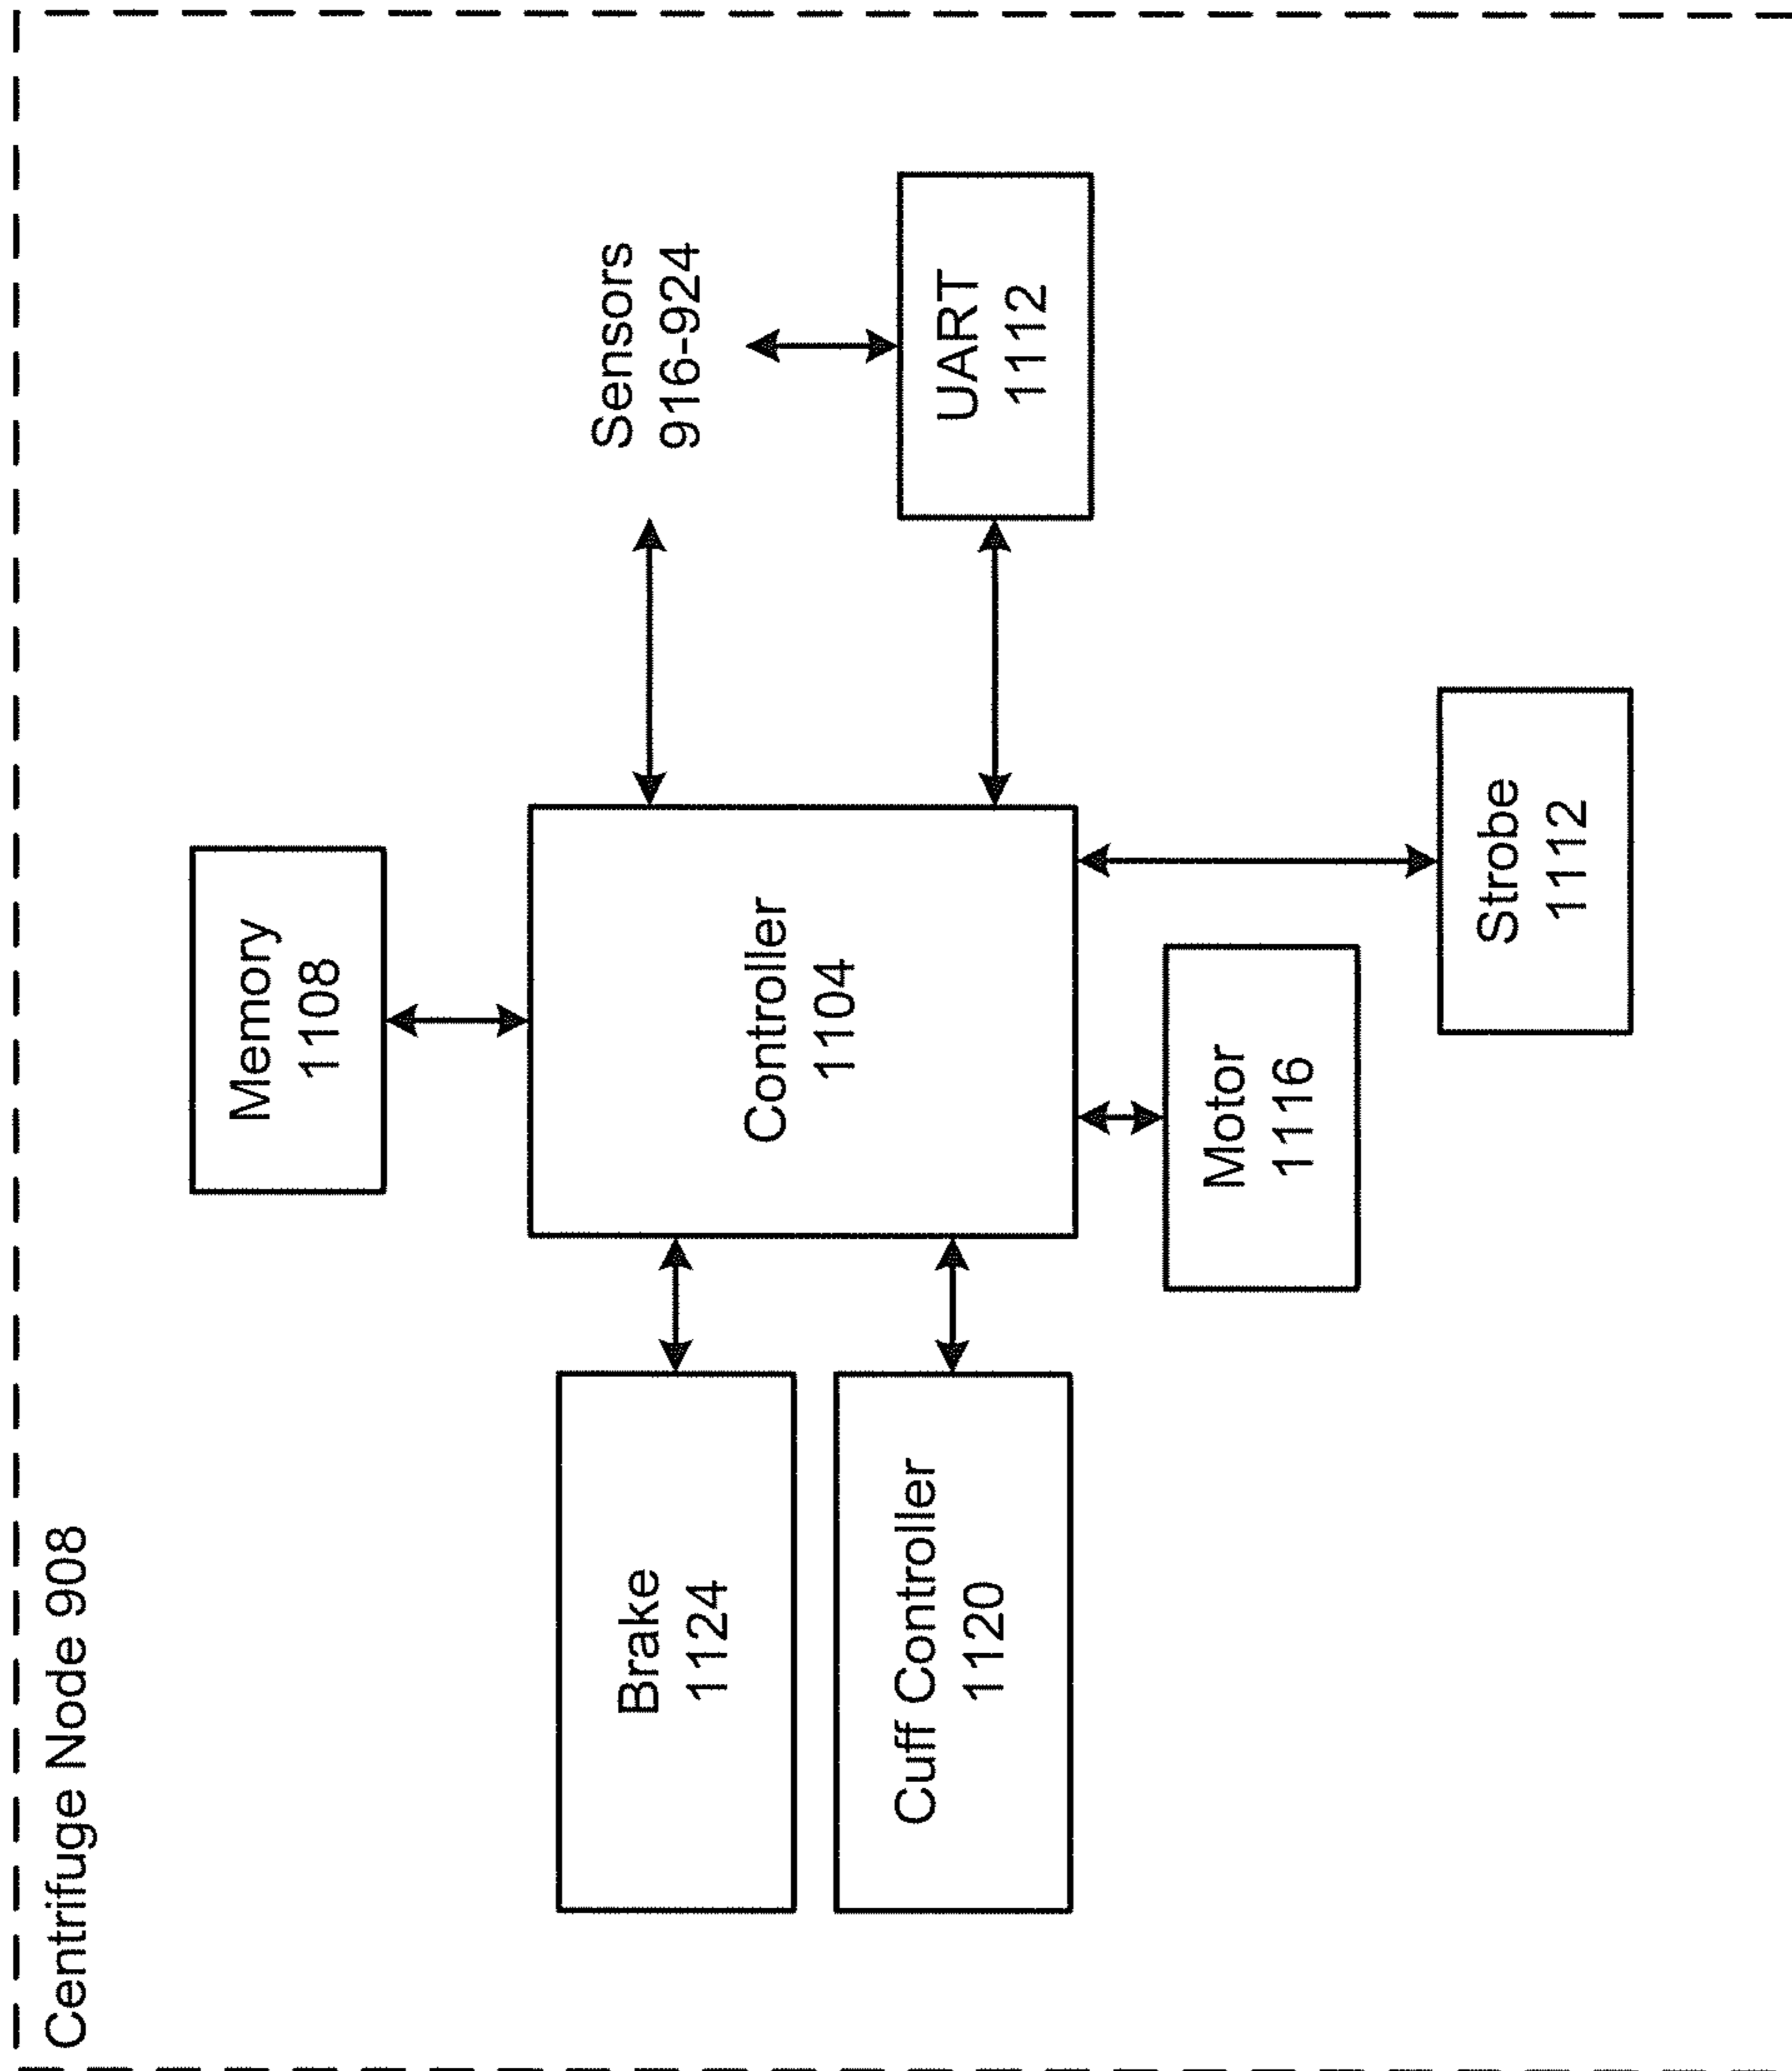 Centrifuge Node 908
Memory
1108
Brake
1124
Controller
1104
Sensors
916-924
Cuff Controller
1120
UART
1112
Motor
1116
Strobe
1112